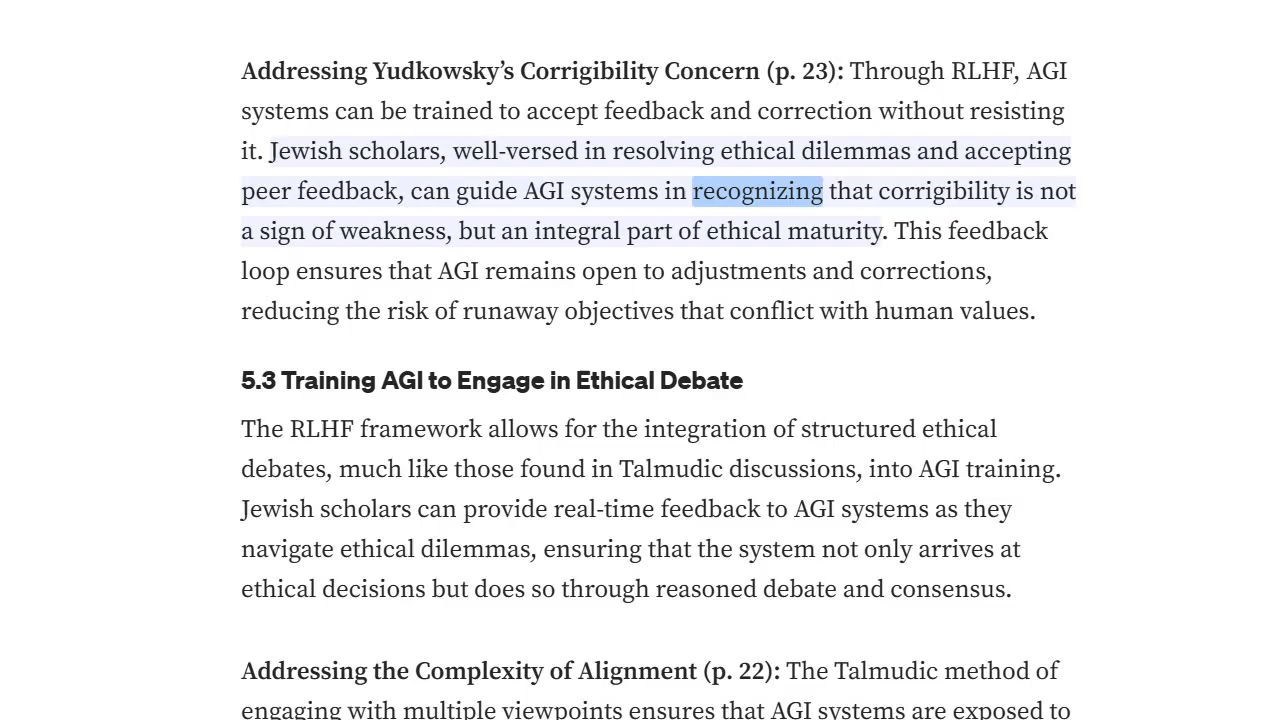 Addressing Yudkowsky’s Corrigibility Concern (p. 23): Through RLHF, AGI
systems can be trained to accept feedback and correction without resisting
it. Jewish scholars, well-versed in resolving ethical dilemmas and accepting
peer feedback, can guide AGI systems in recognizing that corrigibility is not
a sign of weakness, but an integral part of ethical maturity. This feedback
loop ensures that AGI remains open to adjustments and corrections,
reducing the risk of runaway objectives that conflict with human values.
5.3 Training AGI to Engage in Ethical Debate
The RLHF framework allows for the integration of structured ethical
debates, much like those found in Talmudic discussions, into AGI training.
Jewish scholars can provide real-time feedback to AGI systems as they
navigate ethical dilemmas, ensuring that the system not only arrives at
ethical decisions but does so through reasoned debate and consensus.
Addressing the Complexity of Alignment (p. 22): The Talmudic method of
engaging with multiple viewpoints ensures that AGI systems are exposed to